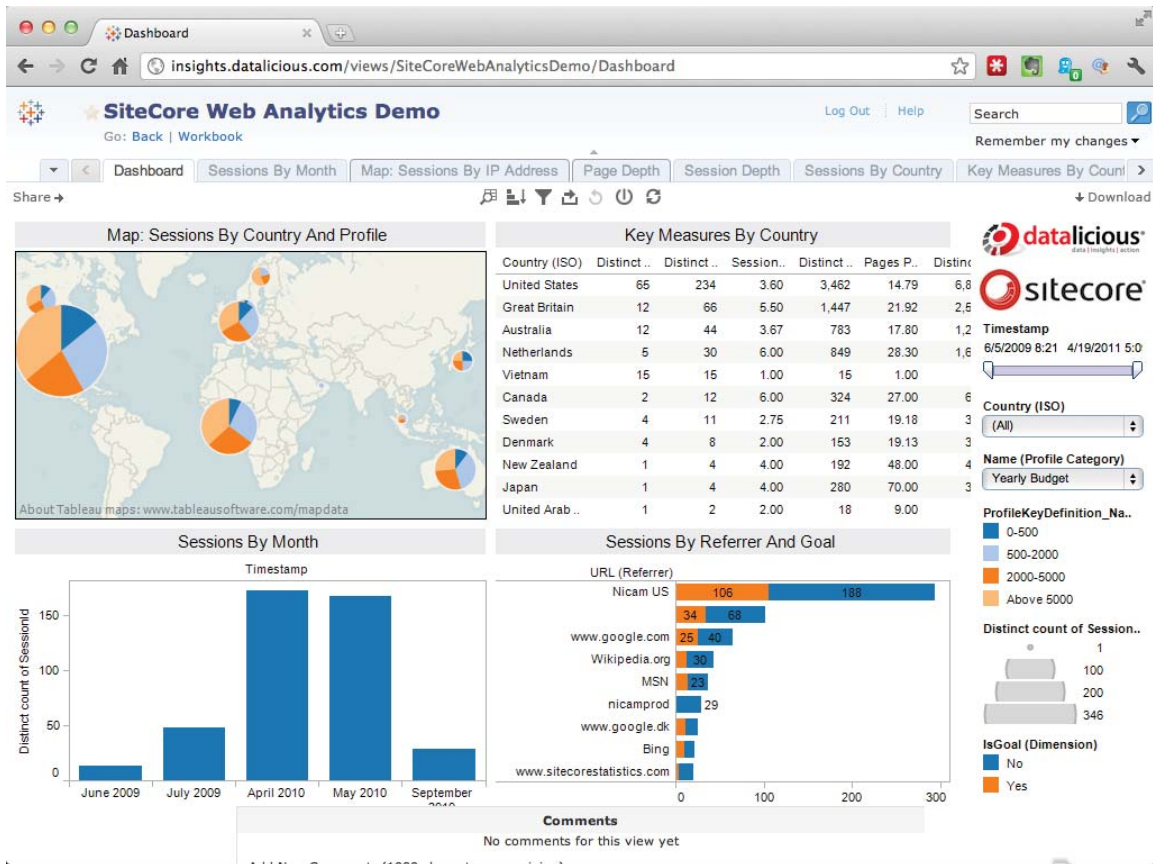 Dashboard
insights.datalicious.com/views/SiteCoreWebAnalyticsDemo/Dashboard
0
SiteCore Web Analytics Demo
Log Out Help
Search
Go: Back | Workbook
Remember my changes
Dashboard Sessions By Month Map: Sessions By IP Address Page Depth Session Depth Sessions By Country Key Measures By Count
Share
Download
Map: Sessions By Country And Profile
About Tableau maps: www.tableausoftware.com/mapdata
Key Measures By Country
Country (ISO) Distinct .. Distinct .. Session.. Distinct .. Pages P.. Distinc
United States 65 234 3.60 3,462 14.79 6,8
Great Britain 12 66 5.50 1,447 21.92 2,5
Australia 12 44 3.67 783 17.80 1,2
Netherlands 5 30 6.00 849 28.30 1,6
Vietnam 15 15 1.00 15 1.00
Canada 2 12 6.00 324 27.00 6
Sweden 4 11 2.75 211 19.18 3
Denmark 4 8 2.00 153 19.13 3
New Zealand 1 4 4.00 192 48.00 4
Japan 1 4 4.00 280 70.00 3
United Arab .. 1 2 2.00 18 9.00
datalicious
data | insights | action
sitecore
Timestamp
6/5/2009 8:21 4/19/2011 5:0
Country (ISO)
(All)
Name (Profile Category)
Yearly Budget
ProfileKeyDefinition_Na..
0-500
500-2000
2000-5000
Above 5000
Distinct count of Session..
1
100
200
346
IsGoal (Dimension)
No
Yes
Sessions By Month
Timestamp
Distinct count of SessionId
150
100
50
0
June 2009 July 2009 April 2010 May 2010 September
Sessions By Referrer And Goal
URL (Referrer)
Nicam US 106 188
34 68
www.google.com 25 40
Wikipedia.org 30
MSN 23
nicamprod 29
www.google.dk
Bing
www.sitecorestatistics.com
0 100 200 300
Comments
No comments for this view yet